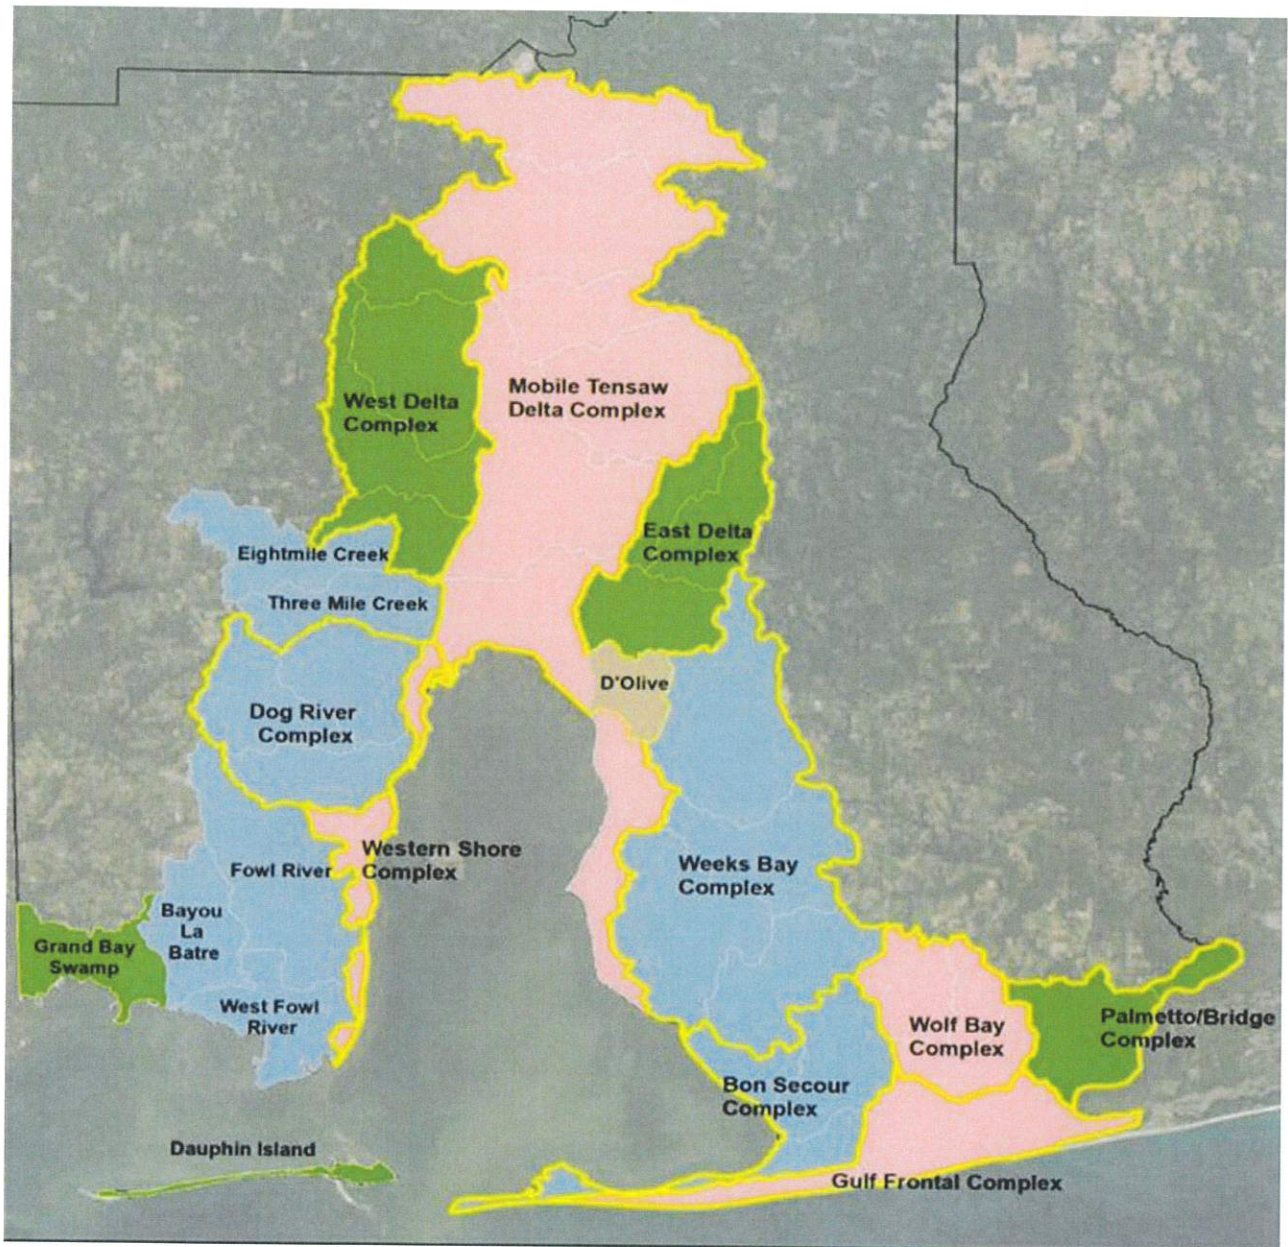 Mobile Tensaw
Delta Complex
West Delta
Complex
East Delta
Complex
Eightmile Creek
Three Mile Creek
D'Olive
Dog River
Complex
Western Shore
Complex
Weeks Bay
Complex
Fowl River
Bayou
La
Batre
Grand Bay
Swamp
West Fowl
River
Wolf Bay
Complex
Palmetto/Bridge
Complex
Bon Secour
Complex
Dauphin Island
Gulf Frontal Complex